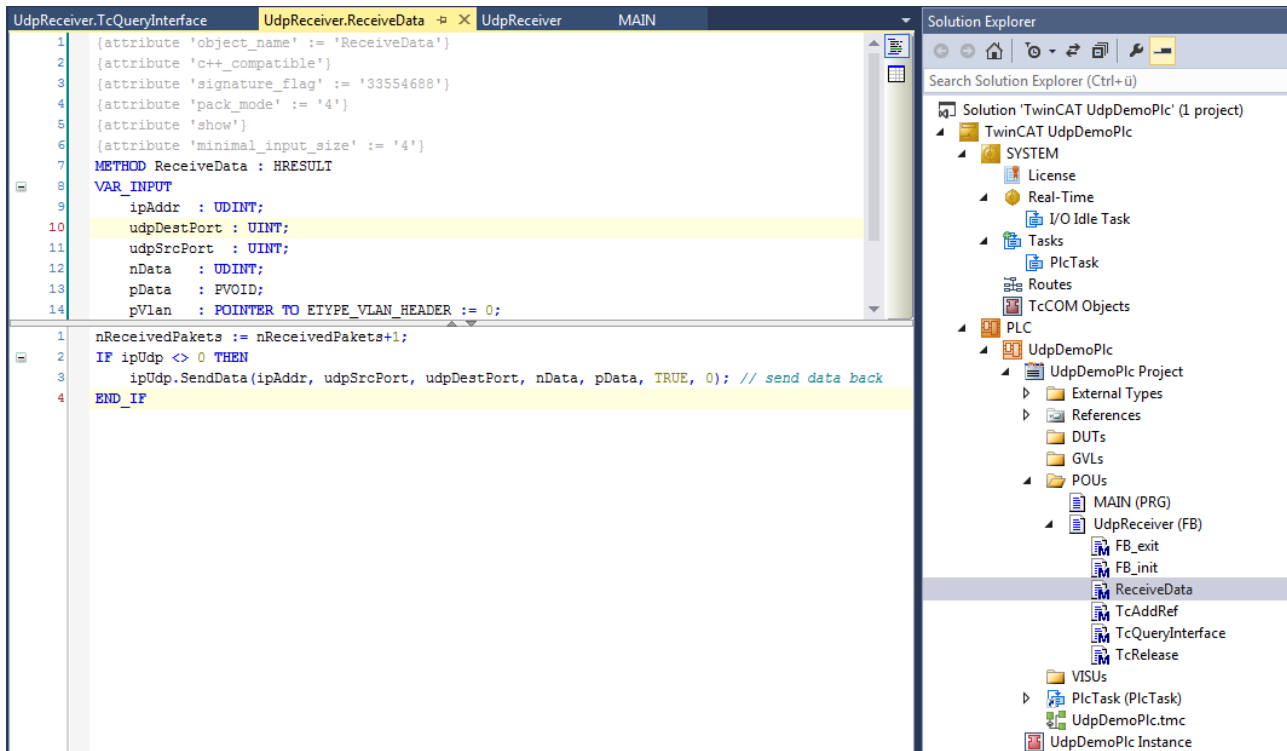 UdpReceiver.TcQueryInterface UdpReceiver.ReceiveData UdpReceiver MAIN
1 {attribute 'object_name' := 'ReceiveData'}
2 {attribute 'c++_compatible'}
3 {attribute 'signature_flag' := '33554688'}
4 {attribute 'pack_mode' := '4'}
5 {attribute 'show'}
6 {attribute 'minimal_input_size' := '4'}
7 METHOD ReceiveData : HRESULT
8 VAR_INPUT
9 ipAddr : UDINT;
10 udpDestPort : UINT;
11 udpSrcPort : UINT;
12 nData : UDINT;
13 pData : PVOID;
14 pVlan : POINTER TO ETYPE_VLAN_HEADER := 0;
1 nReceivedPakets := nReceivedPakets+1;
2 IF ipUdp <> 0 THEN
3 ipUdp.SendData(ipAddr, udpSrcPort, udpDestPort, nData, pData, TRUE, 0); // send data back
4 END_IF
Solution Explorer
Search Solution Explorer (Ctrl+ü)
Solution 'TwinCAT UdpDemoPlc' (1 project)
TwinCAT UdpDemoPlc
SYSTEM
License
Real-Time
I/O Idle Task
Tasks
PlcTask
Routes
TcCOM Objects
PLC
UdpDemoPlc
UdpDemoPlc Project
External Types
References
DUTs
GVLs
POUs
MAIN (PRG)
UdpReceiver (FB)
FB_exit
FB_init
ReceiveData
TcAddRef
TcQueryInterface
TcRelease
VISUs
PlcTask (PlcTask)
UdpDemoPlc.tmc
UdpDemoPlc Instance